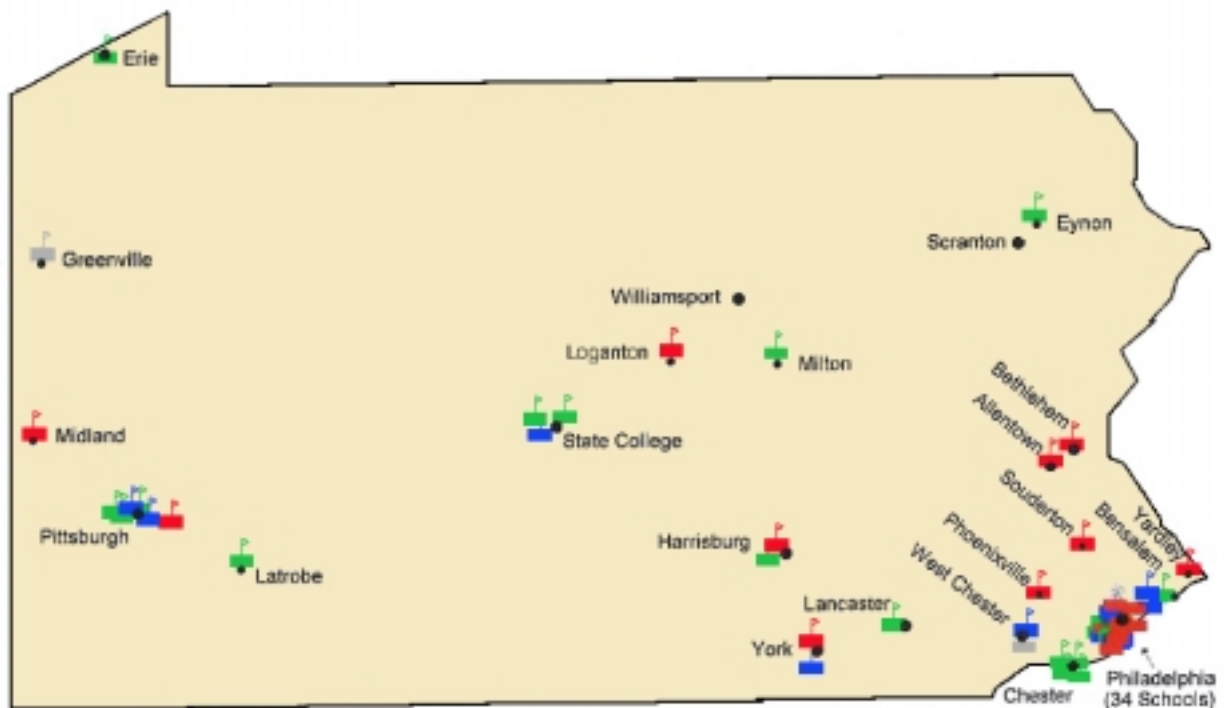 Erie
Eynon
Scranton
Greenville
Williamsport
Loganton
Milton
Bethlehem
Allentown
Midland
State College
Souderton
Bensalem
Yardley
Pittsburgh
Harrisburg
Phoenixville
West Chester
Latrobe
Lancaster
York
Chester
Philadelphia
(34 Schools)